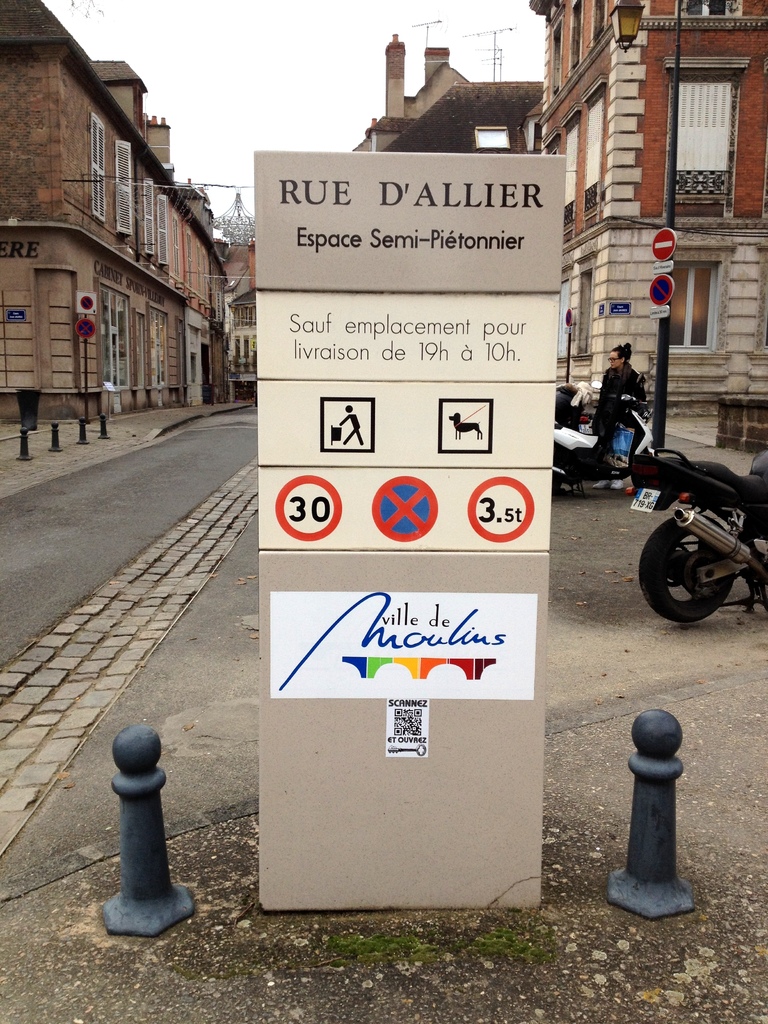 RUE D'ALLIER
Espace Semi-Piétonnier
Sauf emplacement pour
livraison de 19h à 10h.
30
3.5t
ville de
Moulins
SCANNEZ
ET OUVREZ
ERE
CABINET